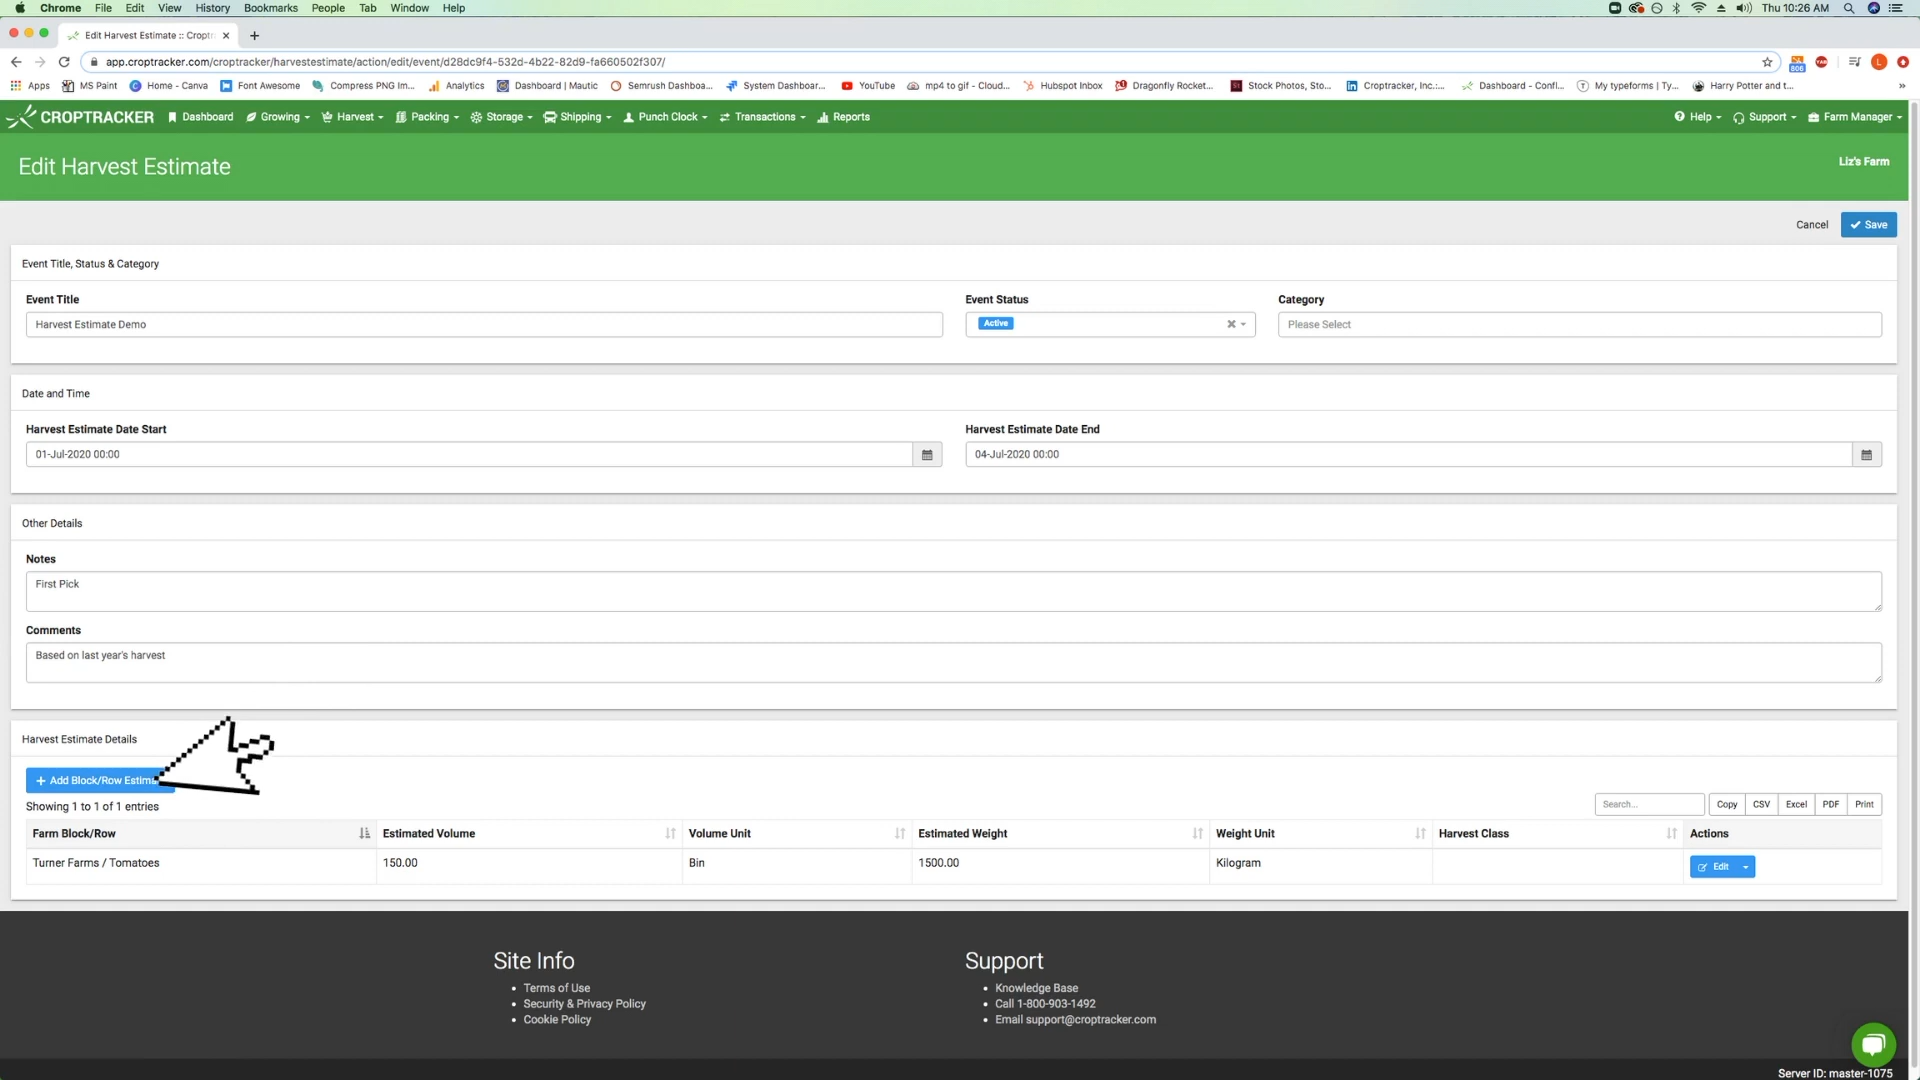 Chrome File Edit View History Bookmarks People Tab Window Help Thu 10:26 AM
Edit Harvest Estimate :: Croptr
app.croptracker.com/croptracker/harvestestimate/action/edit/event/d28dc9f4-532d-4b22-82d9-fa660502f307/
Apps MS Paint Home - Canva Font Awesome Compress PNG Im... Analytics Dashboard | Mautic Semrush Dashboa... System Dashboar... YouTube mp4 to gif - Cloud... Hubspot Inbox Dragonfly Rocket... Stock Photos, Sto... Croptracker, Inc.:... Dashboard - Confi... My typeforms | Ty... Harry Potter and t... »
CROPTRACKER Dashboard Growing Harvest Packing Storage Shipping Punch Clock Transactions Reports Help Support Farm Manager
Edit Harvest Estimate Liz's Farm
Cancel Save
Event Title, Status & Category
Event Title Event Status Category
Harvest Estimate Demo Active Please Select
Date and Time
Harvest Estimate Date Start Harvest Estimate Date End
01-Jul-2020 00:00 04-Jul-2020 00:00
Other Details
Notes
First Pick
Comments
Based on last year's harvest
Harvest Estimate Details
+ Add Block/Row Estima
Showing 1 to 1 of 1 entries Search... Copy CSV Excel PDF Print
Farm Block/Row Estimated Volume Volume Unit Estimated Weight Weight Unit Harvest Class Actions
Turner Farms / Tomatoes 150.00 Bin 1500.00 Kilogram Edit
Site Info Support
• Terms of Use • Knowledge Base
• Security & Privacy Policy • Call 1-800-903-1492
• Cookie Policy • Email support@croptracker.com
Server ID: master-1075